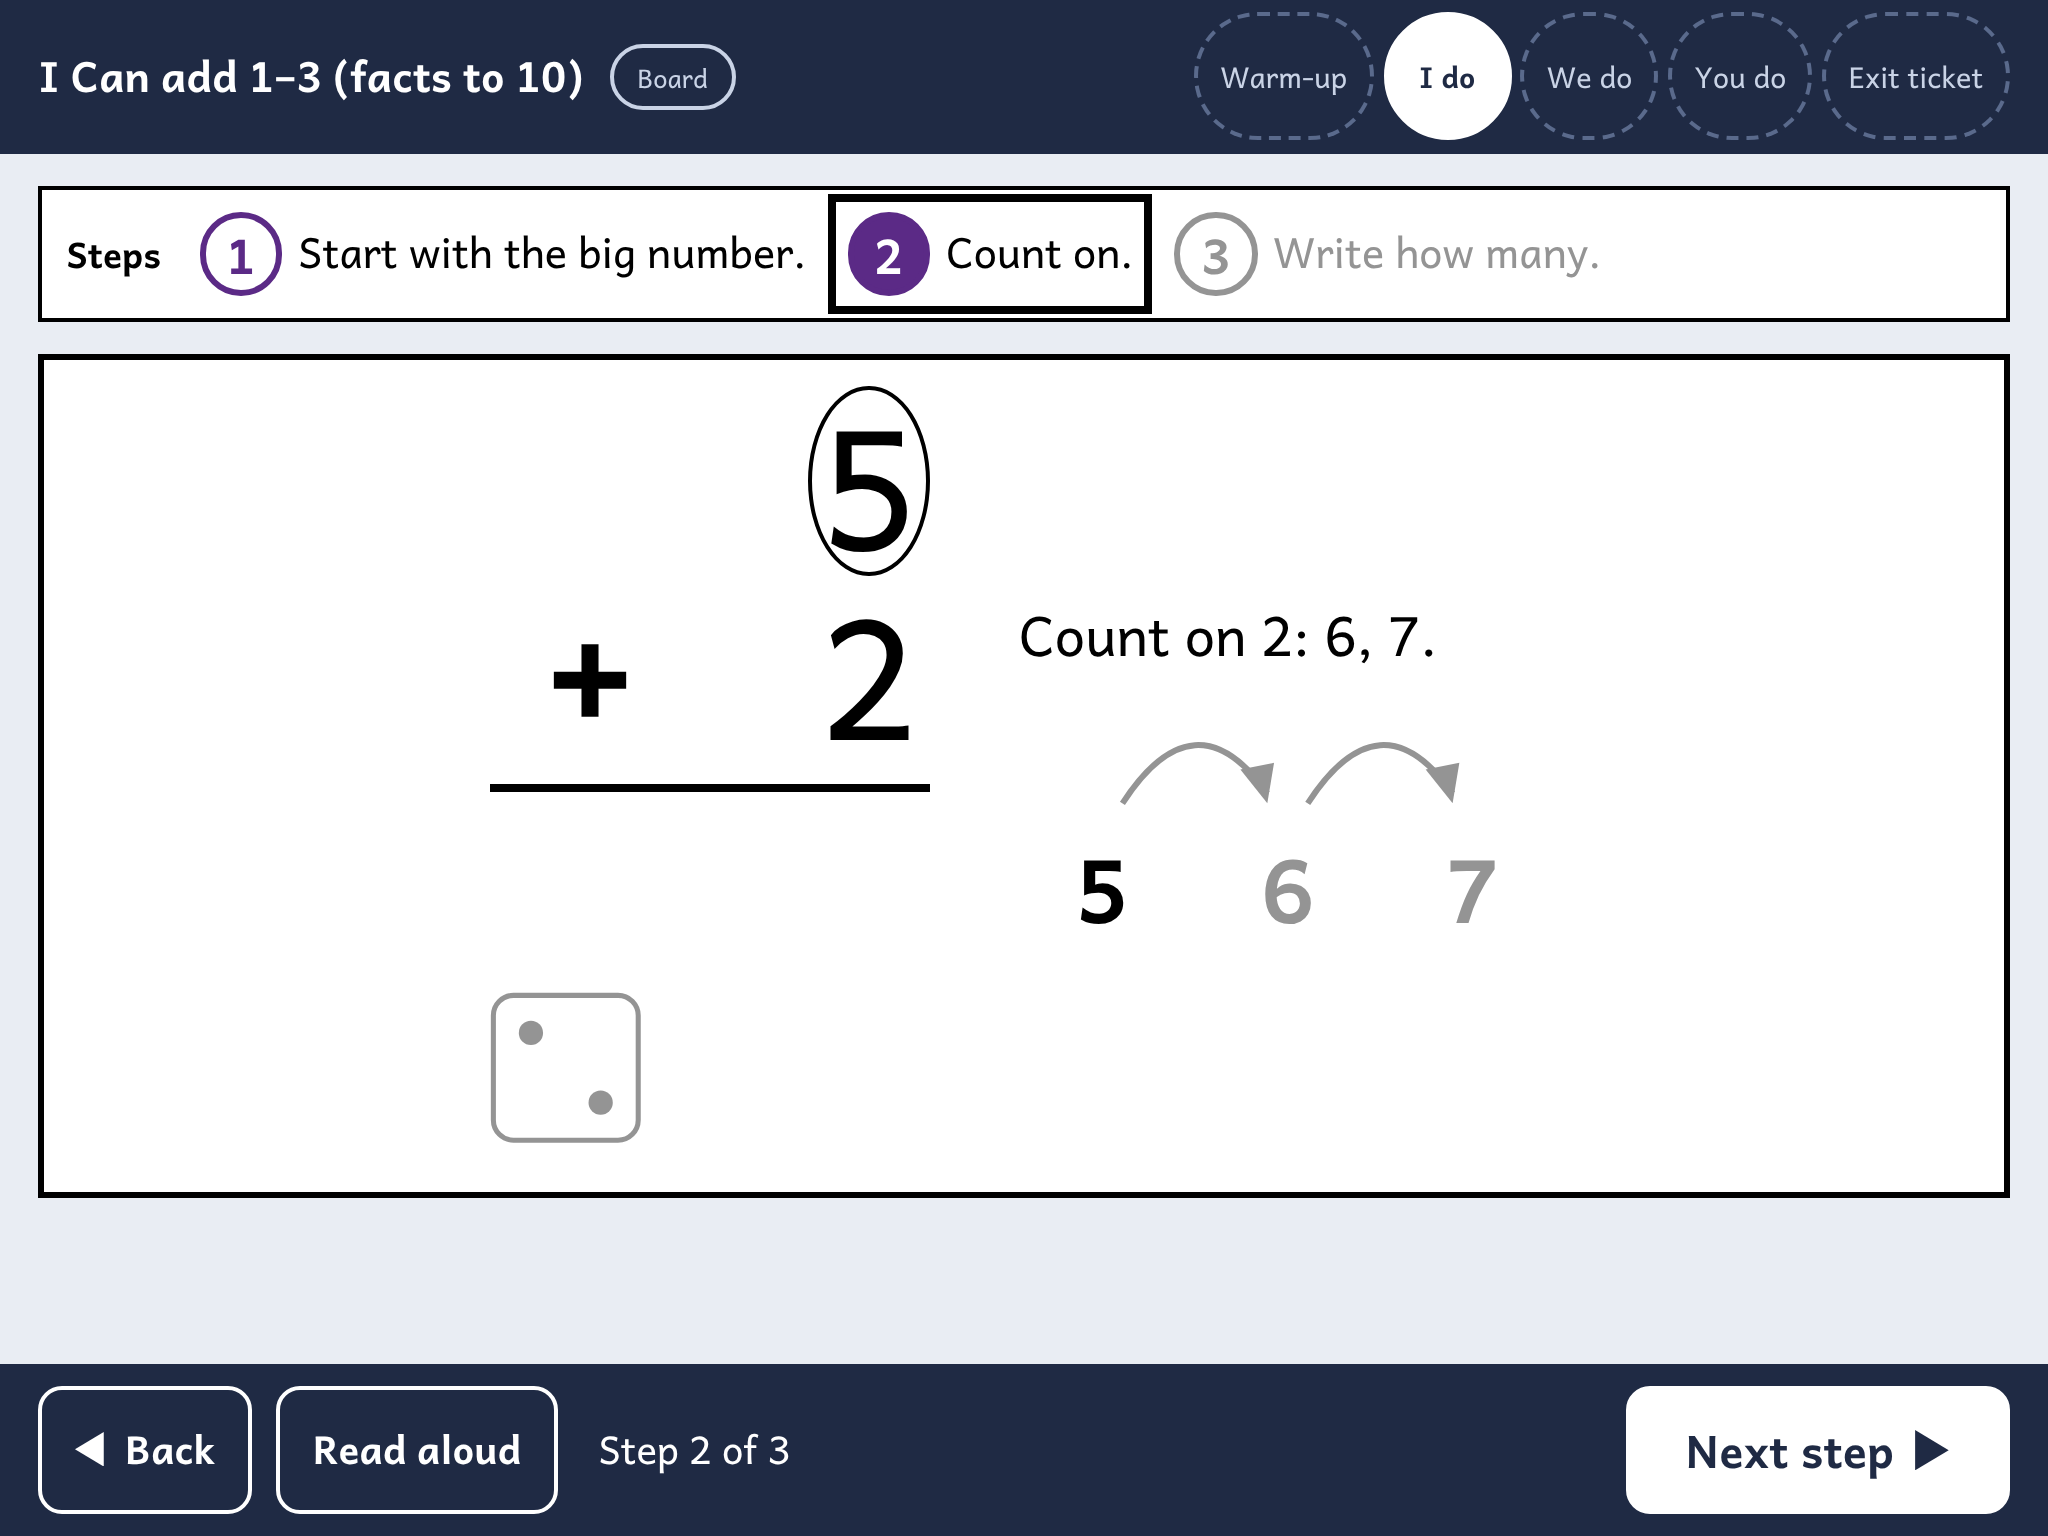 I Can add 1–3 (facts to 10) Board Warm-up I do We do You do Exit ticket
Steps 1 Start with the big number. 2 Count on. 3 Write how many.
5
+ 2
Count on 2: 6, 7.
5 6 7
Back Read aloud Step 2 of 3 Next step